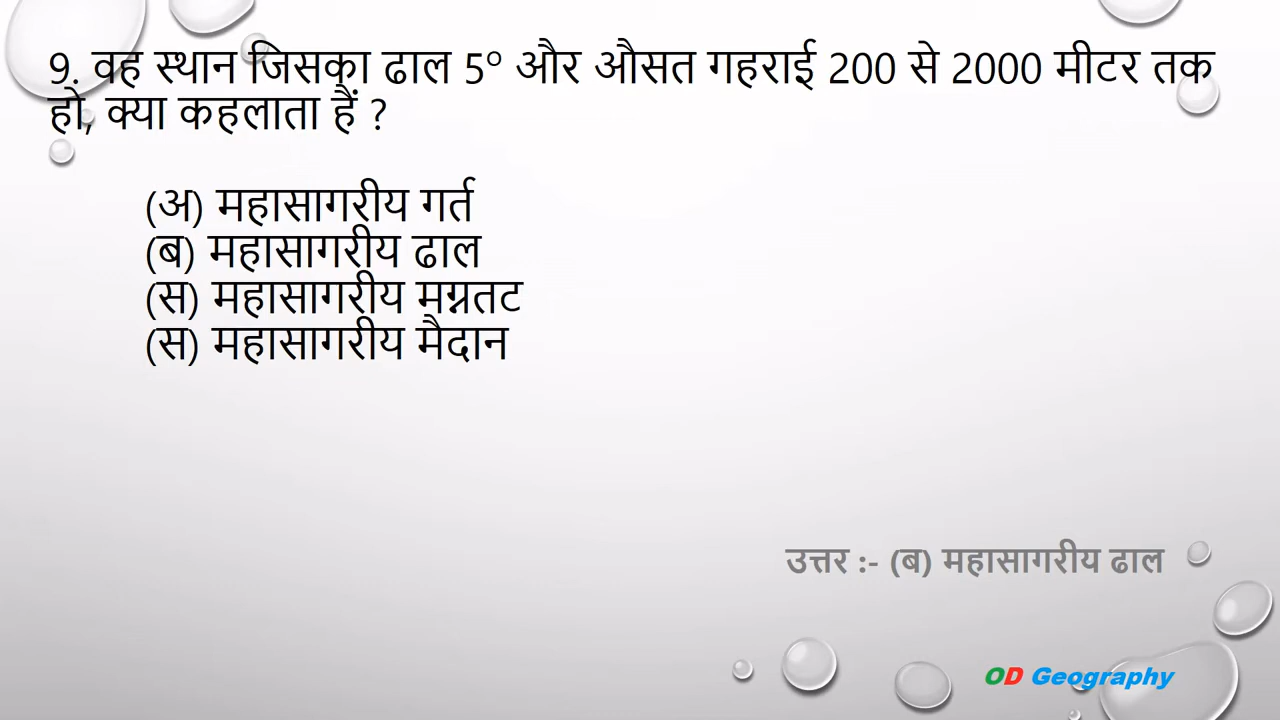 9. वह स्थान जिसका ढाल 5° और औसत गहराई 200 से 2000 मीटर तक
हो, क्या कहलाता हैं ?
(अ) महासागरीय गर्त
(ब) महासागरीय ढाल
(स) महासागरीय मग्नतट
(स) महासागरीय मैदान
उत्तर :- (ब) महासागरीय ढाल
OD Geography